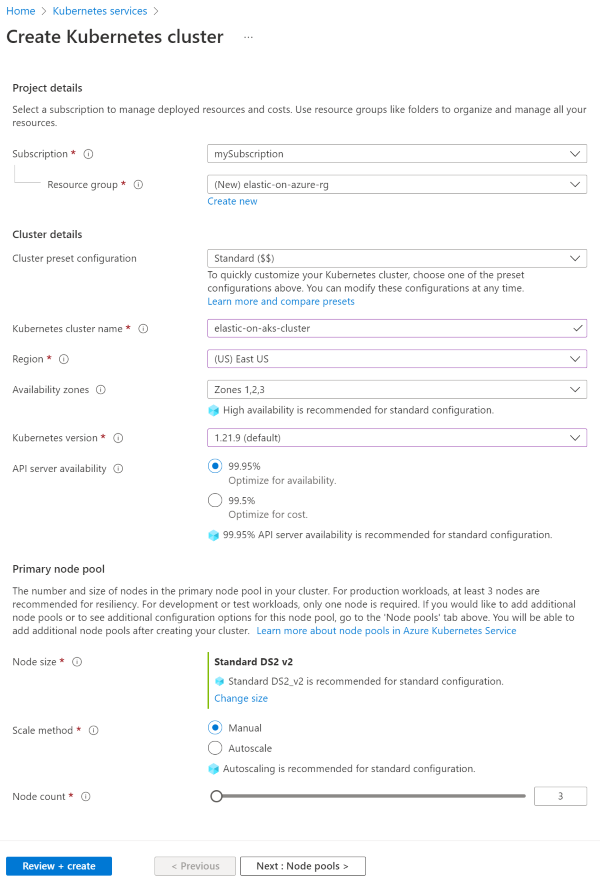 Home > Kubernetes services >
Create Kubernetes cluster ...
Project details
Select a subscription to manage deployed resources and costs. Use resource groups like folders to organize and manage all your
resources.
Subscription *
mySubscription
Resource group *
(New) elastic-on-azure-rg
Create new
Cluster details
Cluster preset configuration
Standard ($$)
To quickly customize your Kubernetes cluster, choose one of the preset
configurations above. You can modify these configurations at any time.
Learn more and compare presets
Kubernetes cluster name *
elastic-on-aks-cluster
Region *
(US) East US
Availability zones
Zones 1,2,3
High availability is recommended for standard configuration.
Kubernetes version *
1.21.9 (default)
API server availability
99.95%
Optimize for availability.
99.5%
Optimize for cost.
99.95% API server availability is recommended for standard configuration.
Primary node pool
The number and size of nodes in the primary node pool in your cluster. For production workloads, at least 3 nodes are
recommended for resiliency. For development or test workloads, only one node is required. If you would like to add additional
node pools or to see additional configuration options for this node pool, go to the 'Node pools' tab above. You will be able to
add additional node pools after creating your cluster. Learn more about node pools in Azure Kubernetes Service
Node size *
Standard DS2 v2
Standard DS2_v2 is recommended for standard configuration.
Change size
Scale method *
Manual
Autoscale
Autoscaling is recommended for standard configuration.
Node count *
3
Review + create
< Previous
Next : Node pools >